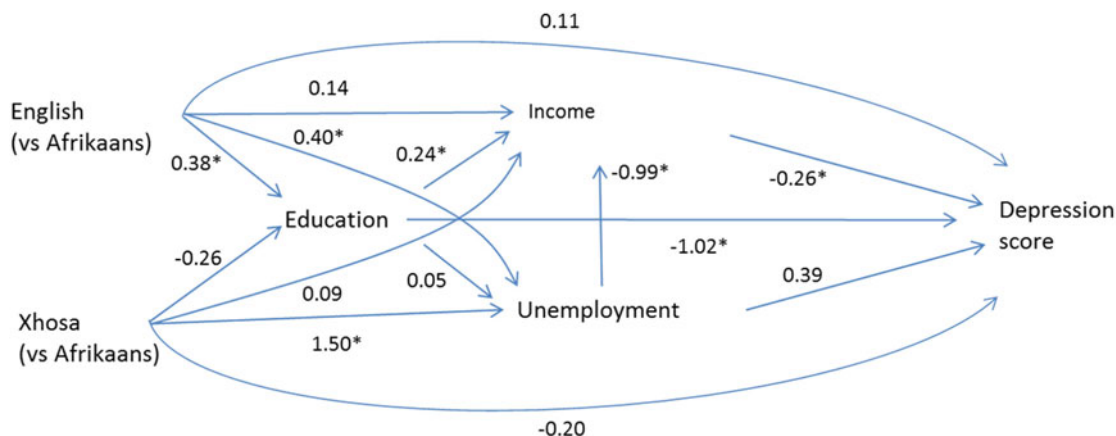 0.11
0.14
English
(vs Afrikaans)
Income
0.40*
0.24*
0.38*
-0.99*
-0.26*
Education
Depression
score
-1.02*
-0.26
0.05
0.39
0.09
Unemployment
Xhosa
(vs Afrikaans)
1.50*
-0.20